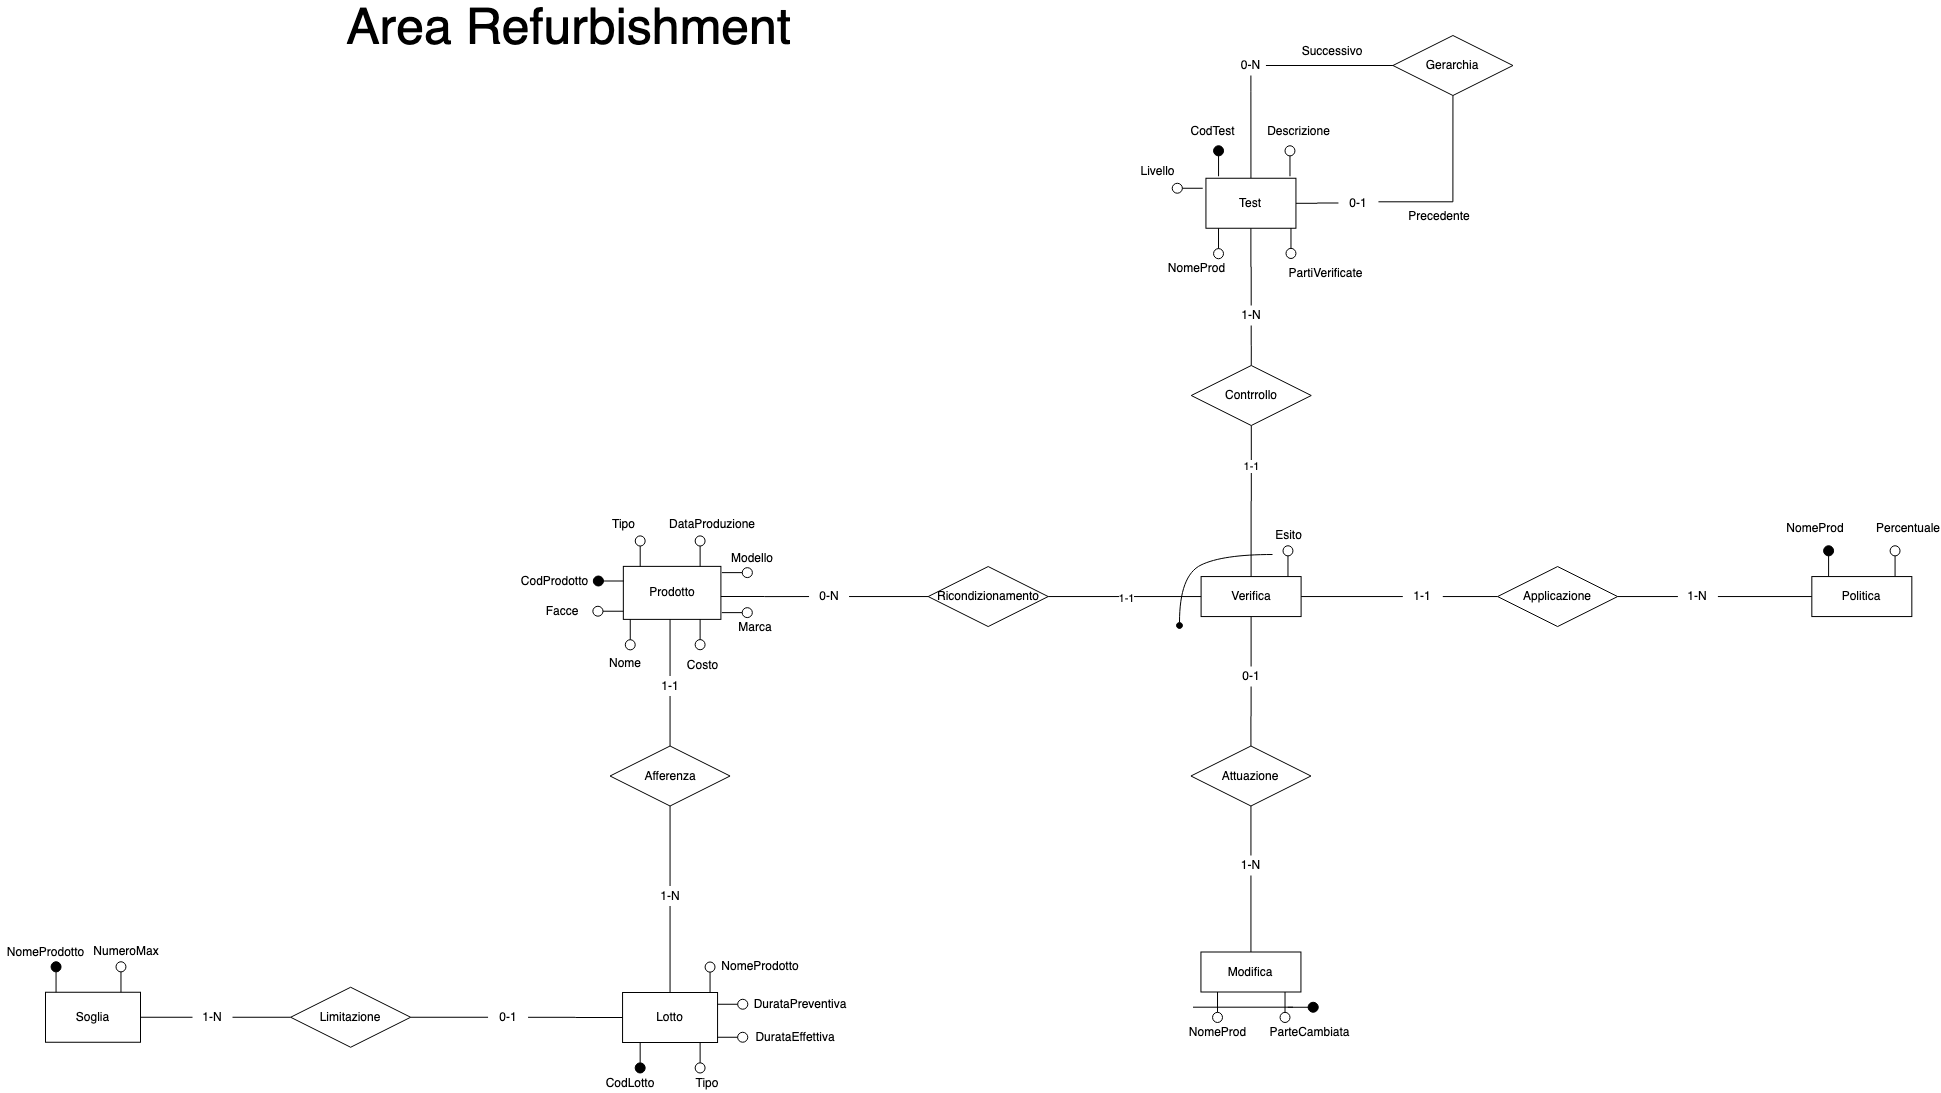 Area Refurbishment
Successivo
0-N
Gerarchia
CodTest
Descrizione
Livello
Test
0-1
Precedente
NomeProd
PartiVerificate
1-N
Contrrollo
1-1
Tipo
DataProduzione
Modello
CodProdotto
Prodotto
Facce
Marca
Nome
Costo
0-N
Ricondizionamento
1-1
Esito
Verifica
1-1
Applicazione
1-N
NomeProd
Percentuale
Politica
1-1
0-1
Afferenza
Attuazione
1-N
1-N
NomeProdotto
NumeroMax
Soglia
1-N
Limitazione
0-1
Lotto
NomeProdotto
DurataPreventiva
DurataEffettiva
CodLotto
Tipo
Modifica
NomeProd
ParteCambiata